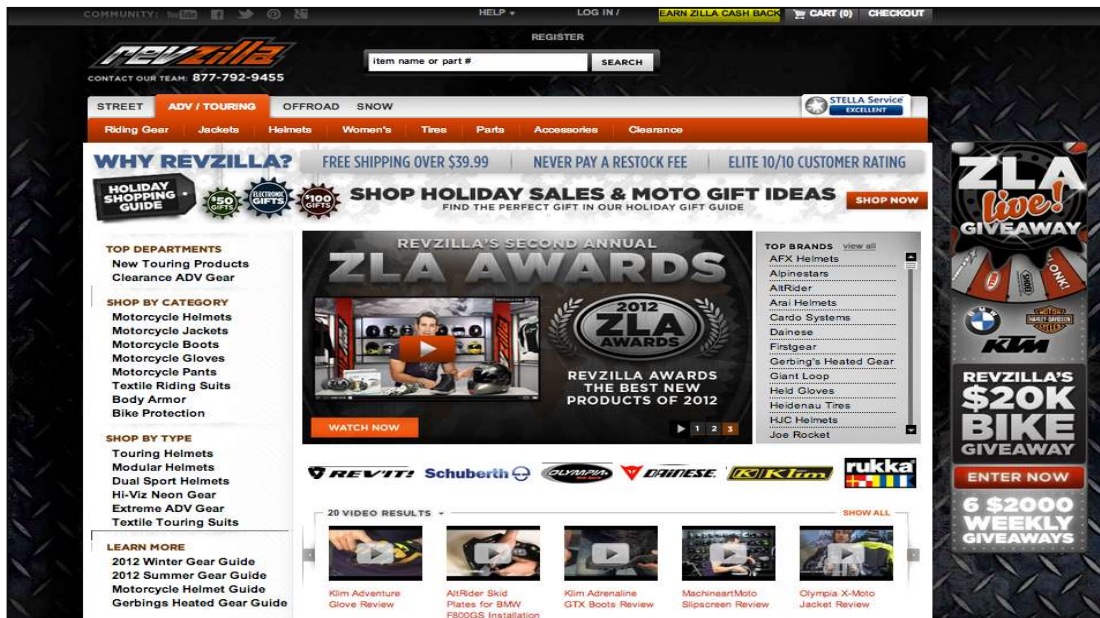 COMMUNITY: YouTube
HELP
LOG IN /
EARN ZILLA CASH BACK
CART (0)
CHECKOUT
REGISTER
REVZILLA
CONTACT OUR TEAM: 877-792-9455
item name or part #
SEARCH
STELLA Service
EXCELLENT
STREET
ADV / TOURING
OFFROAD
SNOW
Riding Gear
Jackets
Helmets
Women's
Tires
Parts
Accessories
Clearance
WHY REVZILLA?
FREE SHIPPING OVER $39.99
NEVER PAY A RESTOCK FEE
ELITE 10/10 CUSTOMER RATING
HOLIDAY
SHOPPING
GUIDE
$50
GIFTS
ELECTRONIC
GIFTS
$100
GIFTS
SHOP HOLIDAY SALES & MOTO GIFT IDEAS
FIND THE PERFECT GIFT IN OUR HOLIDAY GIFT GUIDE
SHOP NOW
TOP DEPARTMENTS
New Touring Products
Clearance ADV Gear
SHOP BY CATEGORY
Motorcycle Helmets
Motorcycle Jackets
Motorcycle Boots
Motorcycle Gloves
Motorcycle Pants
Textile Riding Suits
Body Armor
Bike Protection
SHOP BY TYPE
Touring Helmets
Modular Helmets
Dual Sport Helmets
Hi-Viz Neon Gear
Extreme ADV Gear
Textile Touring Suits
LEARN MORE
2012 Winter Gear Guide
2012 Summer Gear Guide
Motorcycle Helmet Guide
Gerbings Heated Gear Guide
REVZILLA'S SECOND ANNUAL
ZLA AWARDS
2012
ZLA
AWARDS
REVZILLA AWARDS
THE BEST NEW
PRODUCTS OF 2012
WATCH NOW
1 2 3
TOP BRANDS view all
AFX Helmets
Alpinestars
AltRider
Arai Helmets
Cardo Systems
Dainese
Firstgear
Gerbing's Heated Gear
Giant Loop
Held Gloves
Heidenau Tires
HJC Helmets
Joe Rocket
REV'IT!
Schuberth
OLYMPIA
DAINESE
Klim
rukka
20 VIDEO RESULTS
SHOW ALL
Klim Adventure
Glove Review
AltRider Skid
Plates for BMW
F800GS Installation
Klim Adrenaline
GTX Boots Review
MachineartMoto
Slipscreen Review
Olympia X-Moto
Jacket Review
ZLA
live!
GIVEAWAY
BMW
MOTOR
HARLEY-DAVIDSON
CYCLES
KTM
REVZILLA'S
$20K
BIKE
GIVEAWAY
ENTER NOW
6 $2000
WEEKLY
GIVEAWAYS